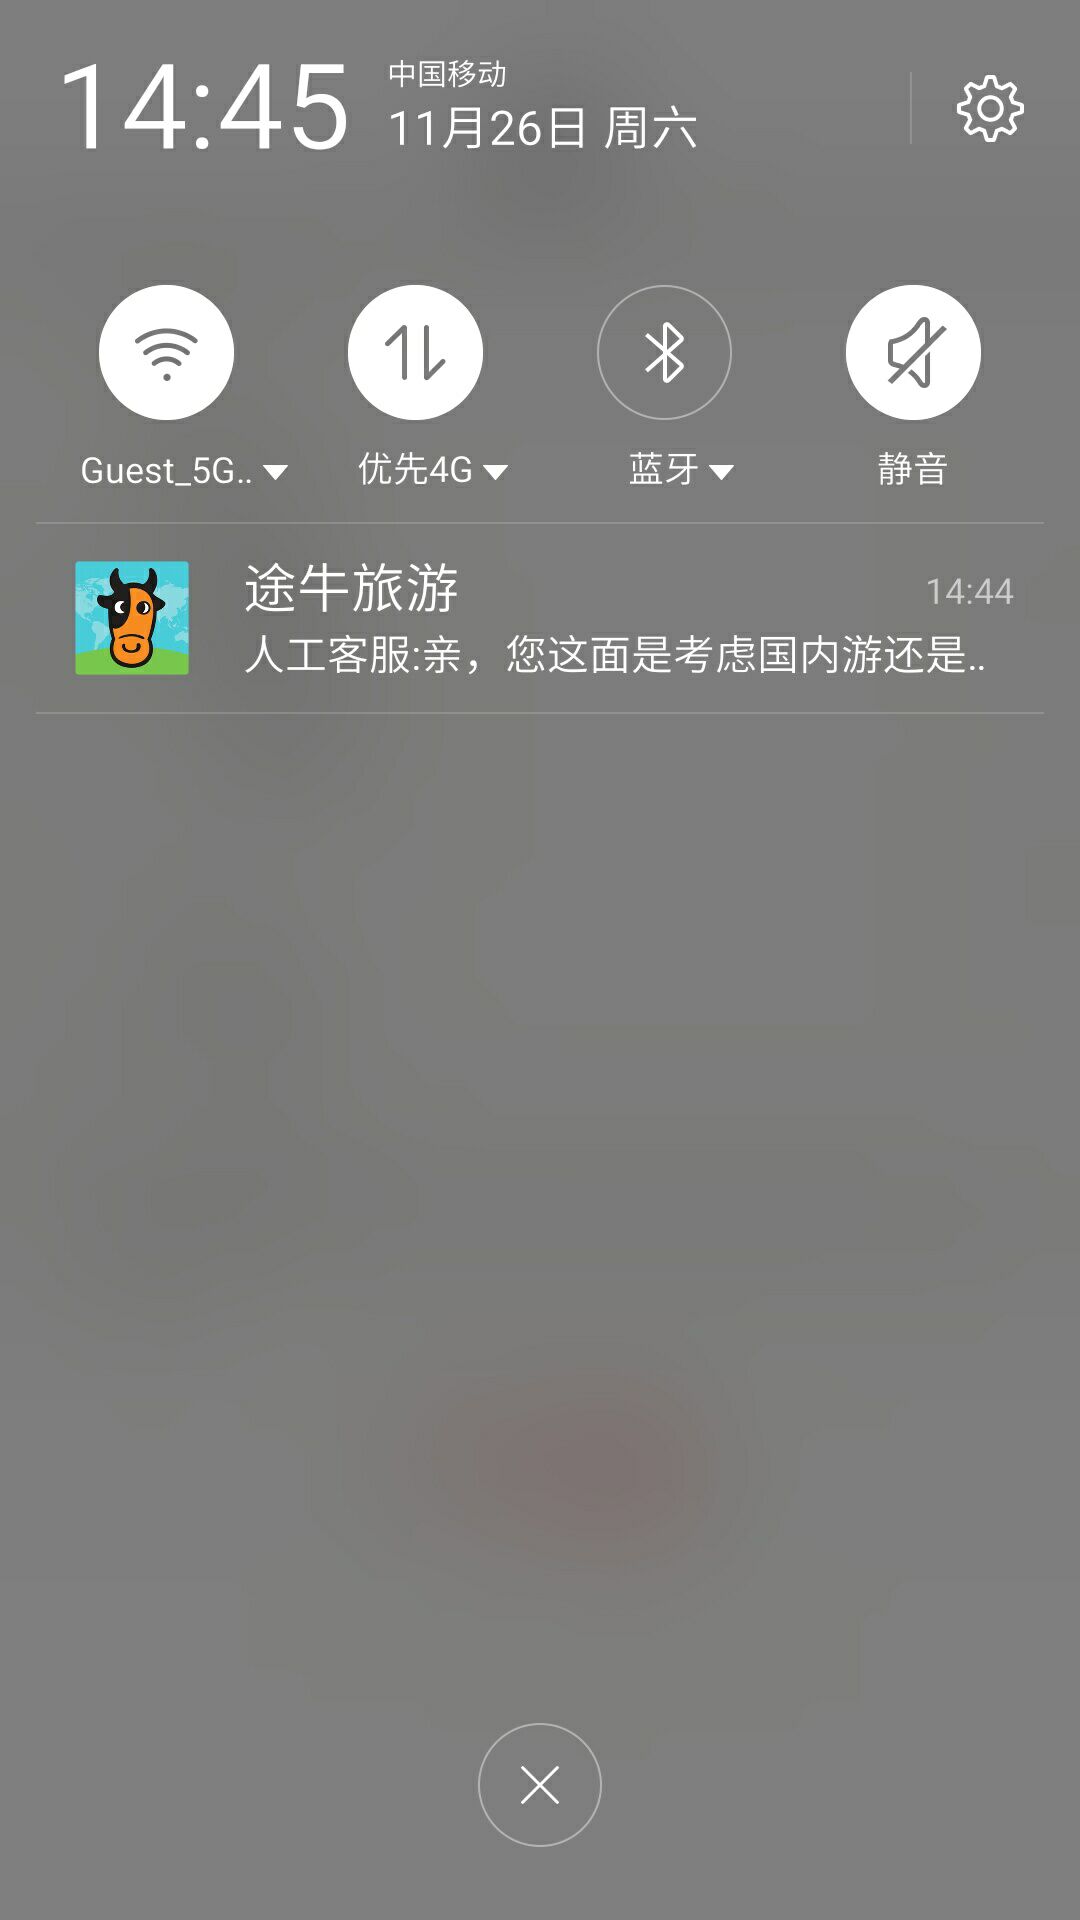 14:45
中国移动
11月26日 周六
Guest_5G..
优先4G
蓝牙
静音
途牛旅游
14:44
人工客服:亲，您这面是考虑国内游还是..